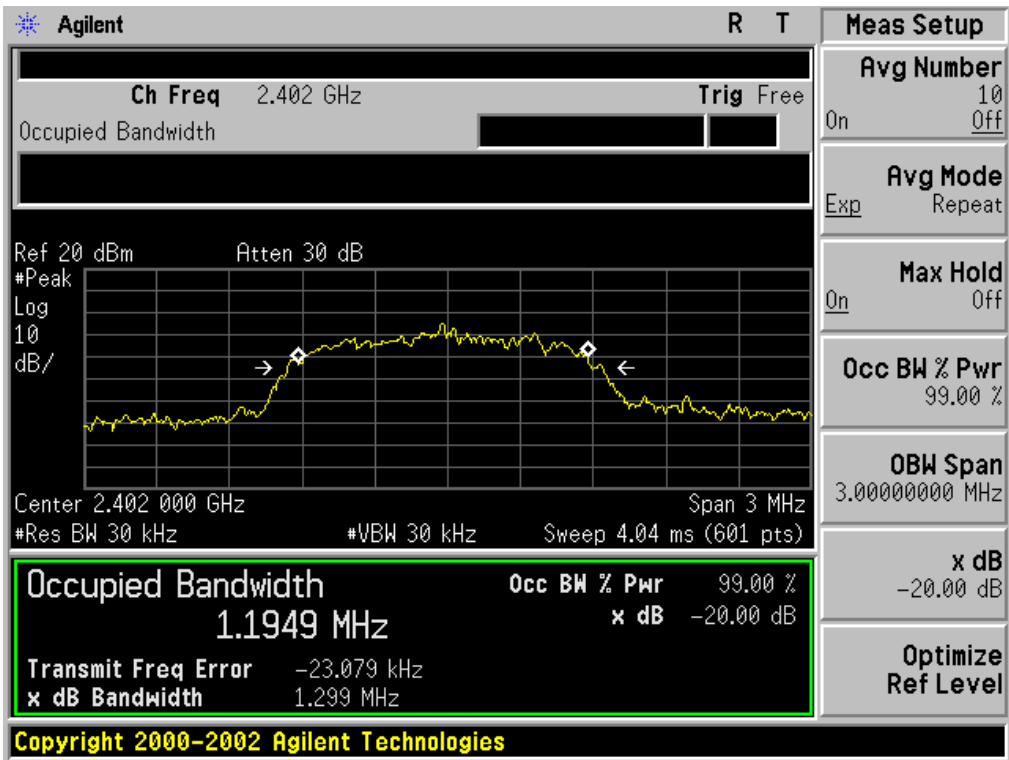 Agilent R T
Ch Freq 2.402 GHz Trig Free
Occupied Bandwidth
Ref 20 dBm Atten 30 dB
#Peak
Log
10
dB/
Center 2.402 000 GHz Span 3 MHz
#Res BW 30 kHz #VBW 30 kHz Sweep 4.04 ms (601 pts)
Occupied Bandwidth Occ BW % Pwr 99.00 %
1.1949 MHz x dB -20.00 dB
Transmit Freq Error -23.079 kHz
x dB Bandwidth 1.299 MHz
Copyright 2000-2002 Agilent Technologies
Meas Setup
Avg Number
10
On Off
Avg Mode
Exp Repeat
Max Hold
On Off
Occ BW % Pwr
99.00 %
OBW Span
3.00000000 MHz
x dB
-20.00 dB
Optimize
Ref Level